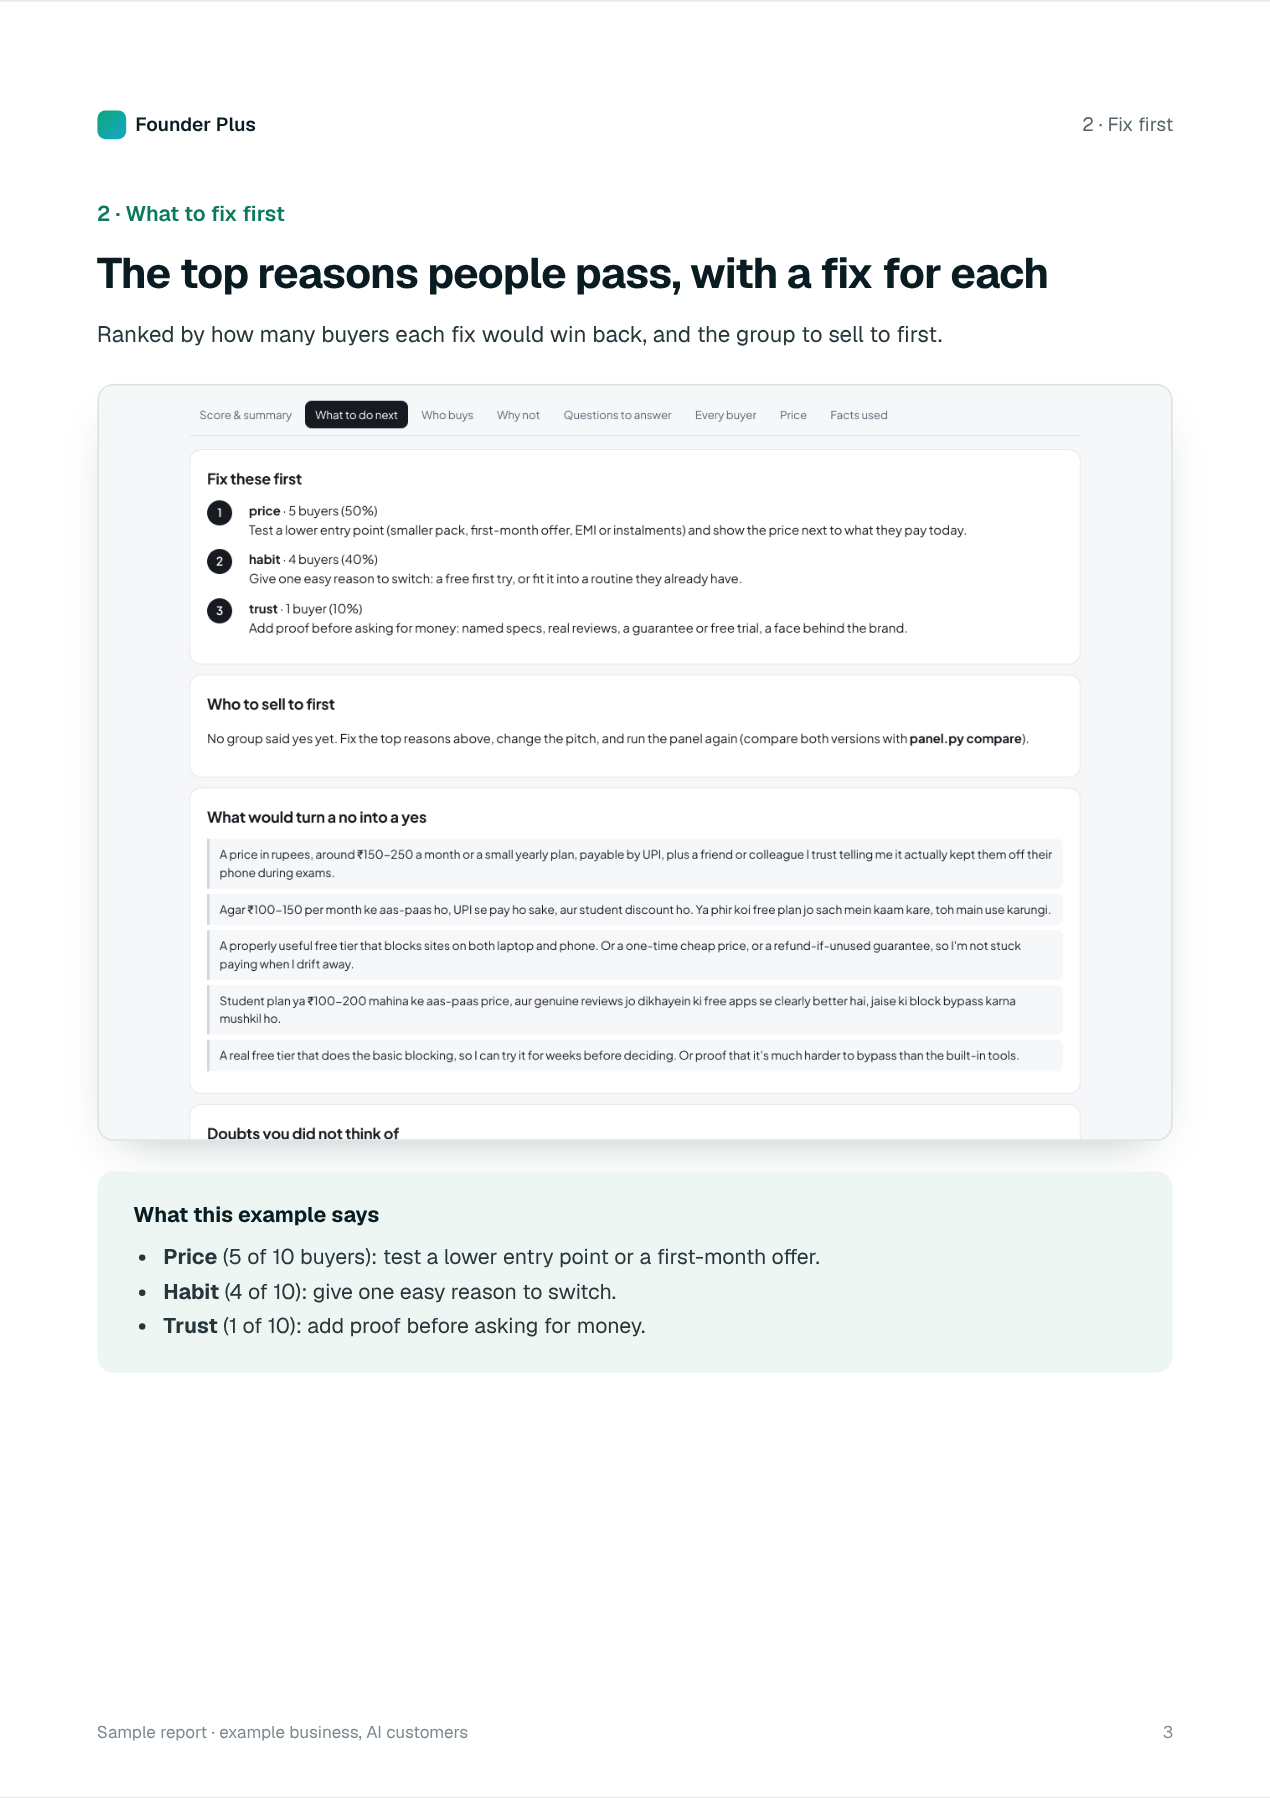 Founder Plus
2 · Fix first
2 · What to fix first
The top reasons people pass, with a fix for each
Ranked by how many buyers each fix would win back, and the group to sell to first.
Score & summary What to do next Who buys Why not Questions to answer Every buyer Price Facts used
Fix these first
1 price · 5 buyers (50%)
Test a lower entry point (smaller pack, first-month offer, EMI or instalments) and show the price next to what they pay today.
2 habit · 4 buyers (40%)
Give one easy reason to switch: a free first try, or fit it into a routine they already have.
3 trust · 1 buyer (10%)
Add proof before asking for money: named specs, real reviews, a guarantee or free trial, a face behind the brand.
Who to sell to first
No group said yes yet. Fix the top reasons above, change the pitch, and run the panel again (compare both versions with panel.py compare).
What would turn a no into a yes
A price in rupees, around ₹150–250 a month or a small yearly plan, payable by UPI, plus a friend or colleague I trust telling me it actually kept them off their
phone during exams.
Agar ₹100–150 per month ke aas-paas ho, UPI se pay ho sake, aur student discount ho. Ya phir koi free plan jo sach mein kaam kare, toh main use karungi.
A properly useful free tier that blocks sites on both laptop and phone. Or a one-time cheap price, or a refund-if-unused guarantee, so I'm not stuck
paying when I drift away.
Student plan ya ₹100–200 mahina ke aas-paas price, aur genuine reviews jo dikhayein ki free apps se clearly better hai, jaise ki block bypass karna
mushkil ho.
A real free tier that does the basic blocking, so I can try it for weeks before deciding. Or proof that it's much harder to bypass than the built-in tools.
Doubts you did not think of
What this example says
• Price (5 of 10 buyers): test a lower entry point or a first-month offer.
• Habit (4 of 10): give one easy reason to switch.
• Trust (1 of 10): add proof before asking for money.
Sample report · example business, AI customers
3